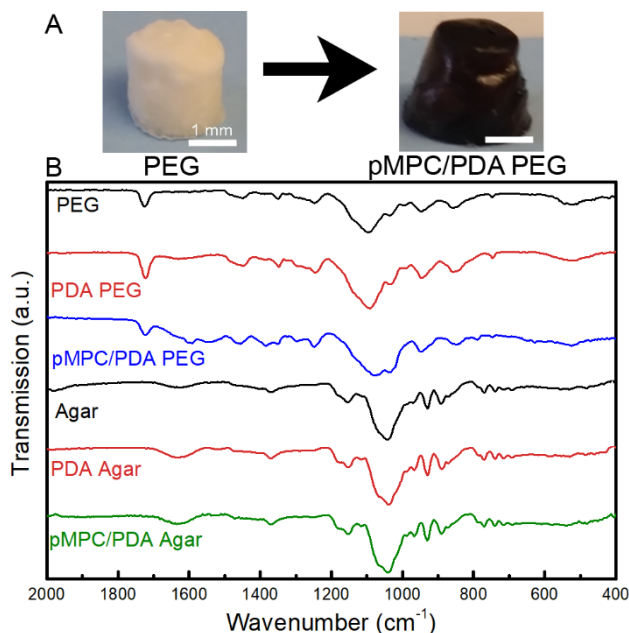 A
1 mm
PEG
pMPC/PDA PEG
B
PEG
PDA PEG
pMPC/PDA PEG
Agar
PDA Agar
pMPC/PDA Agar
Transmission (a.u.)
2000 1800 1600 1400 1200 1000 800 600 400
Wavenumber (cm⁻¹)